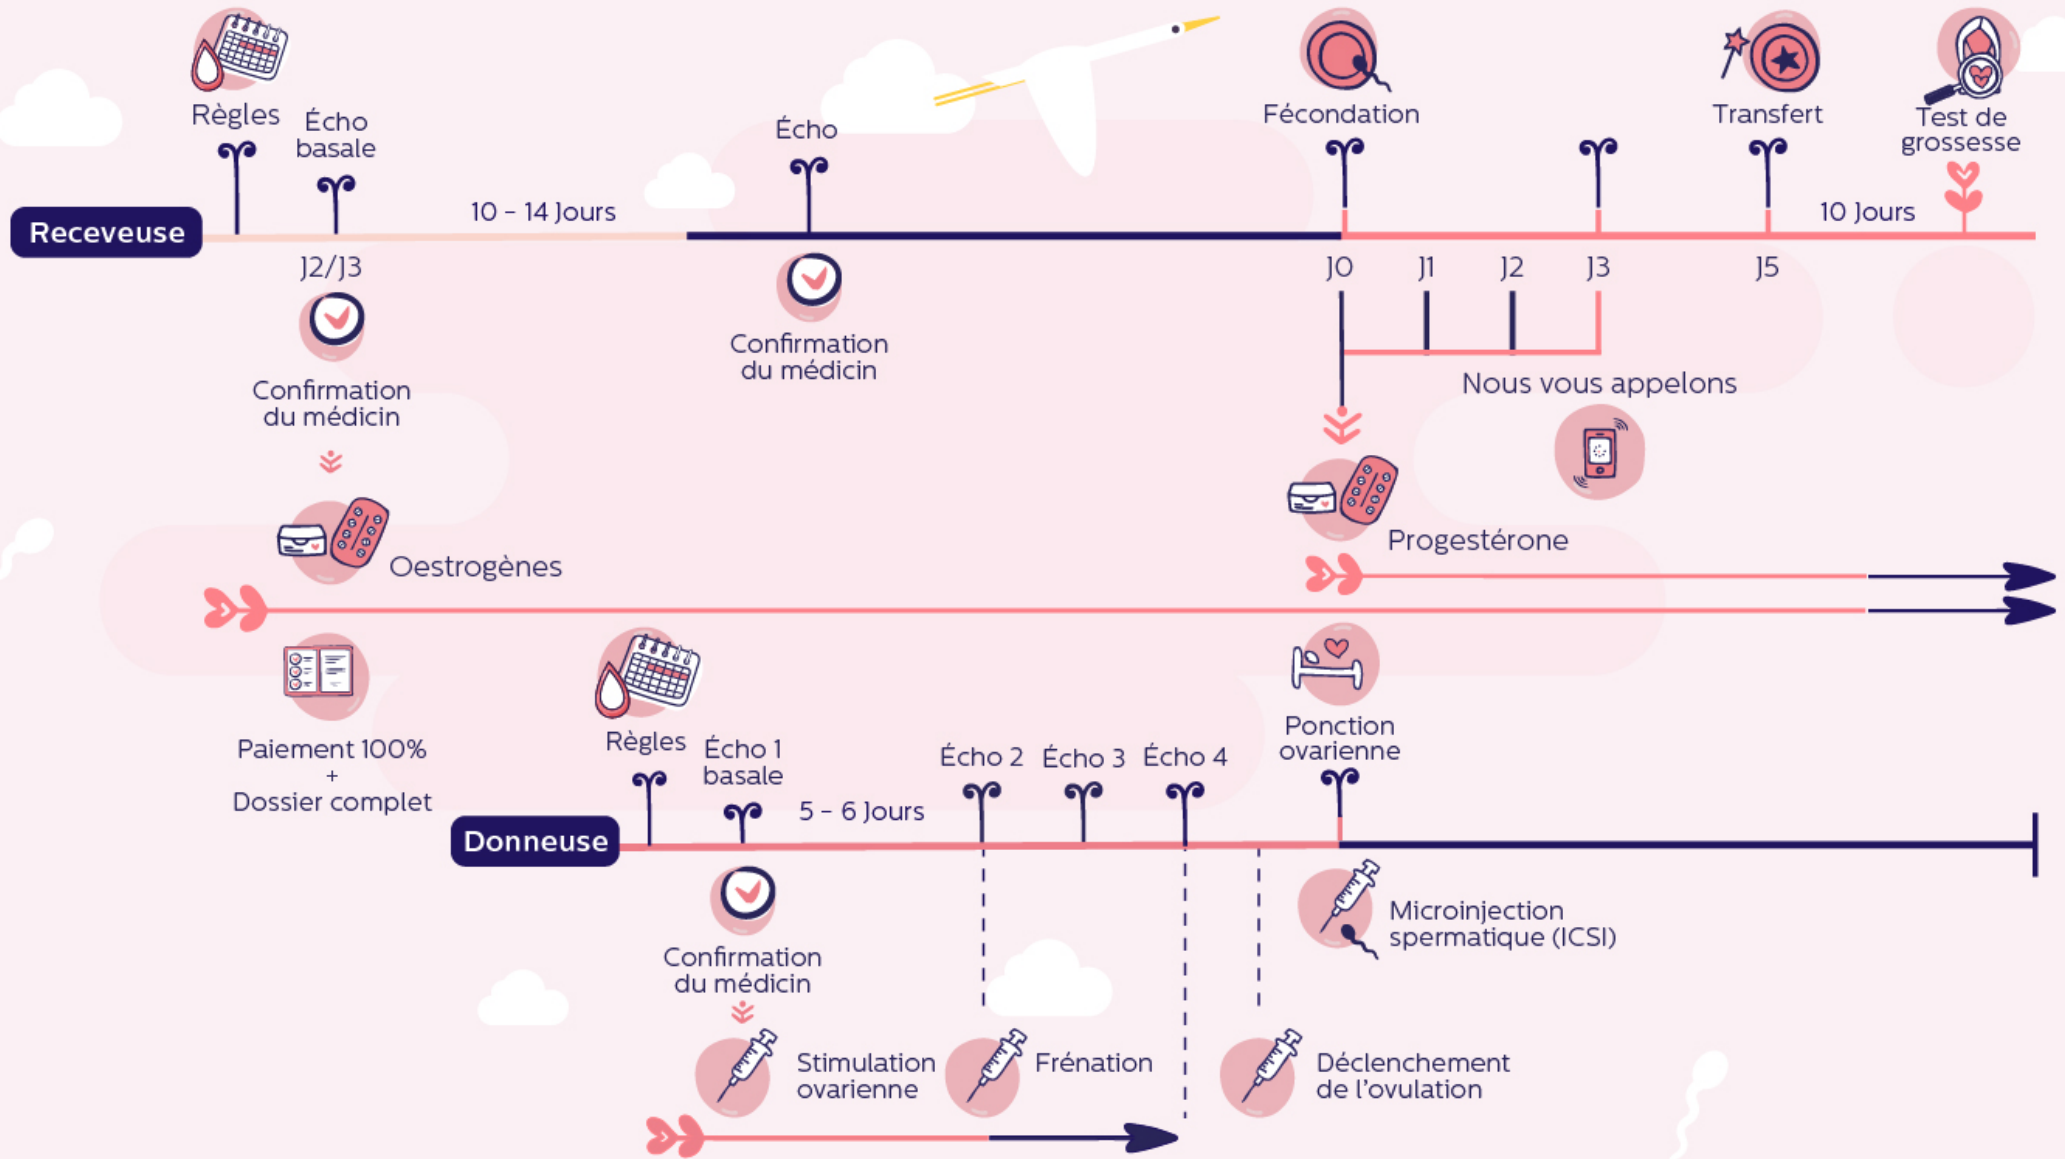 Règles
Écho
basale
Écho
Fécondation
Transfert
Test de
grossesse
Receveuse
10 - 14 Jours
10 Jours
J2/J3
J0
J1
J2
J3
J5
Confirmation
du médicin
Confirmation
du médicin
Nous vous appelons
Oestrogènes
Progestérone
Paiement 100%
+
Dossier complet
Règles
Écho 1
basale
5 - 6 Jours
Écho 2
Écho 3
Écho 4
Ponction
ovarienne
Donneuse
Confirmation
du médicin
Microinjection
spermatique (ICSI)
Stimulation
ovarienne
Frénation
Déclenchement
de l'ovulation